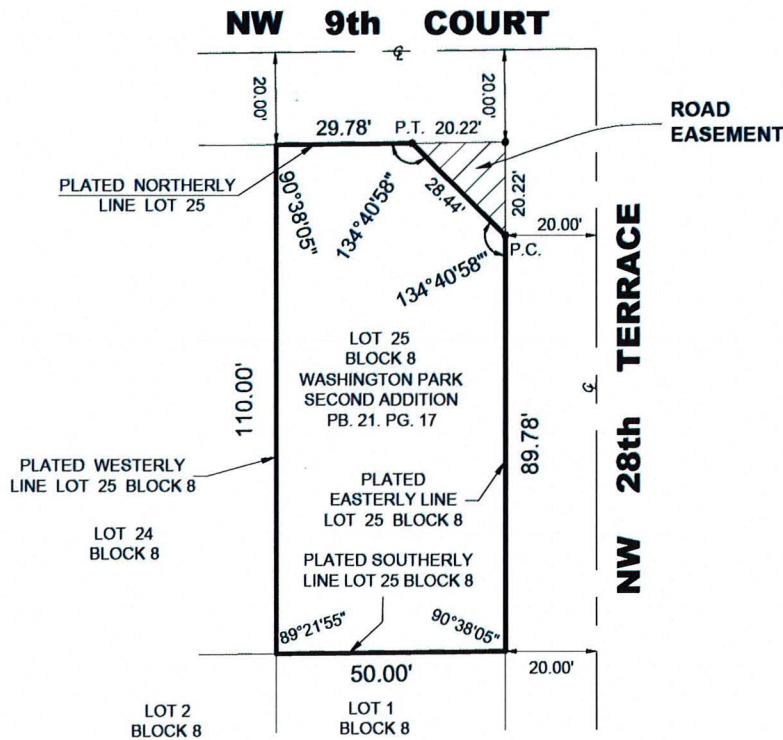 NW 9th COURT
℄
20.00'
20.00'
ROAD
EASEMENT
29.78'
P.T.
20.22'
PLATED NORTHERLY
LINE LOT 25
90°38'05"
134°40'58"
28.44'
20.22'
20.00'
P.C.
134°40'58'"
NW 28th TERRACE
℄
LOT 25
BLOCK 8
WASHINGTON PARK
SECOND ADDITION
PB. 21. PG. 17
110.00'
89.78'
PLATED WESTERLY
LINE LOT 25 BLOCK 8
PLATED
EASTERLY LINE
LOT 25 BLOCK 8
LOT 24
BLOCK 8
PLATED SOUTHERLY
LINE LOT 25 BLOCK 8
89°21'55"
90°38'05"
50.00'
20.00'
LOT 2
BLOCK 8
LOT 1
BLOCK 8